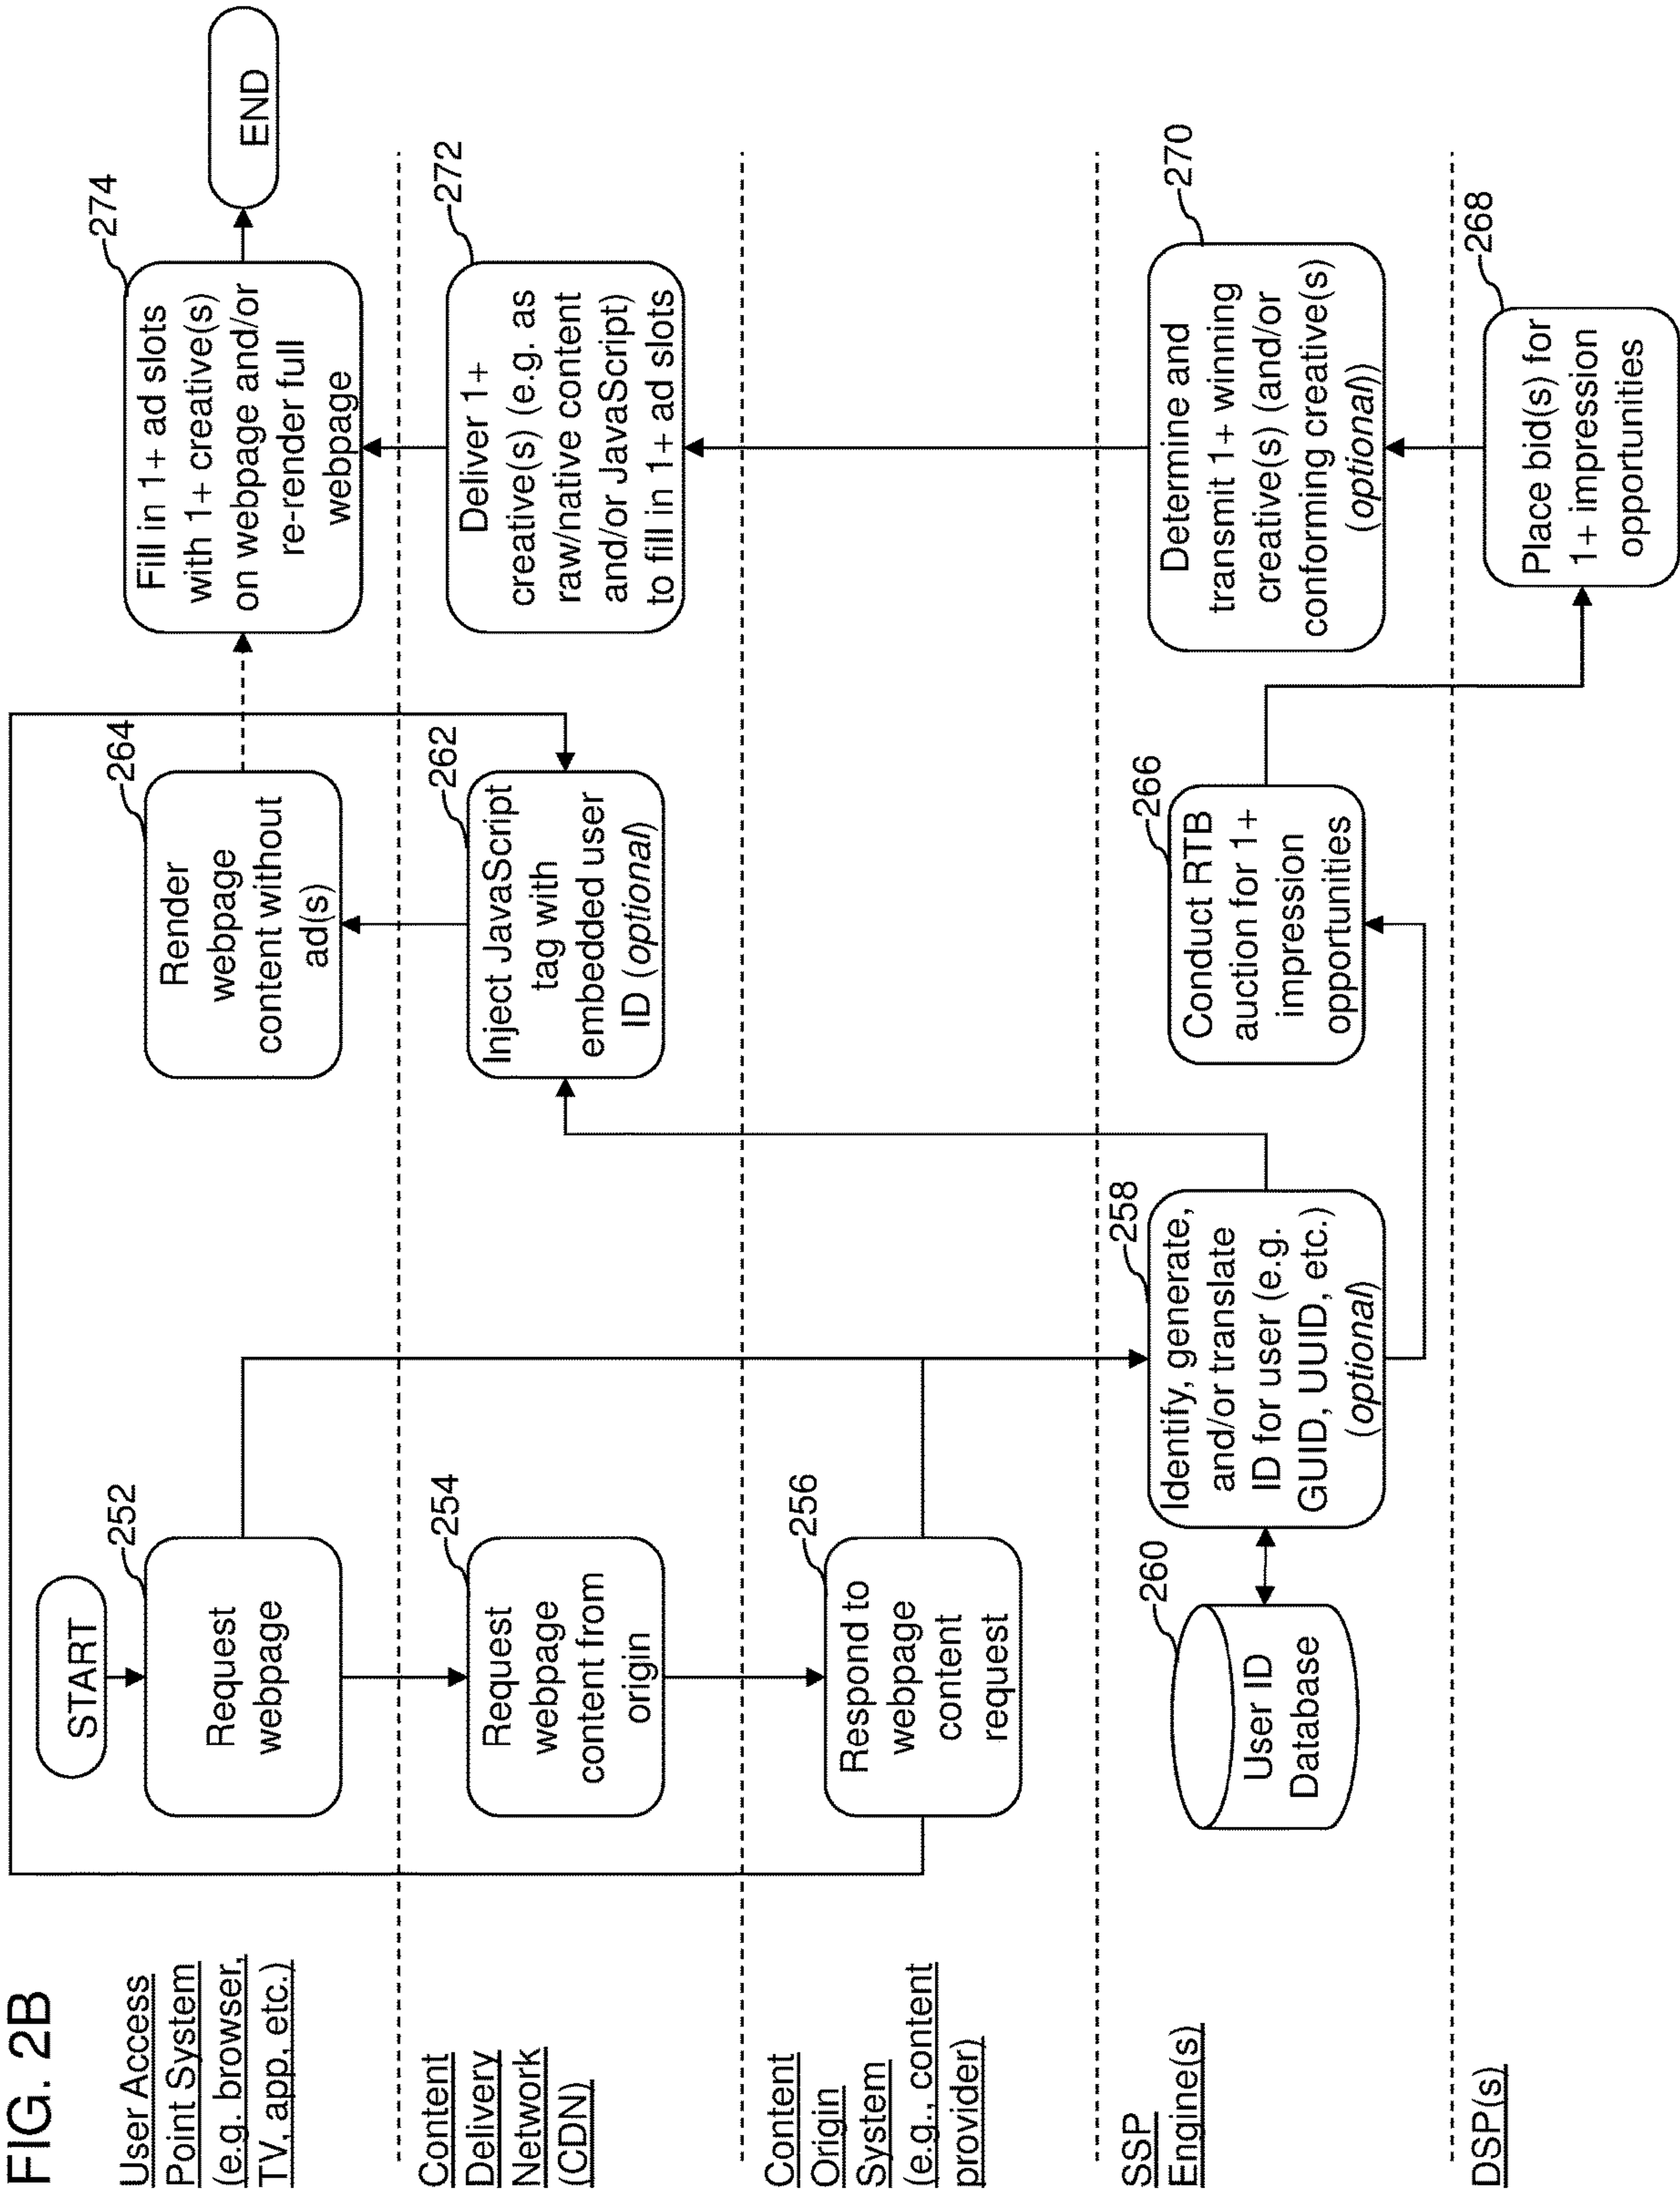 FIG. 2B
User Access
Point System
(e.g. browser,
TV, app, etc.)
START
252
Request
webpage
264
Render
webpage
content without
ad(s)
274
Fill in 1+ ad slots
with 1+ creative(s)
on webpage and/or
re-render full
webpage
END
Content
Delivery
Network
(CDN)
254
Request
webpage
content from
origin
262
Inject JavaScript
tag with
embedded user
ID (optional)
272
Deliver 1+
creative(s) (e.g. as
raw/native content
and/or JavaScript)
to fill in 1+ ad slots
Content
Origin
System
(e.g., content
provider)
256
Respond to
webpage
content
request
SSP
Engine(s)
260
User ID
Database
258
Identify, generate,
and/or translate
ID for user (e.g.
GUID, UUID, etc.)
(optional)
266
Conduct RTB
auction for 1+
impression
opportunities
270
Determine and
transmit 1+ winning
creative(s) (and/or
conforming creative(s)
(optional))
DSP(s)
268
Place bid(s) for
1+ impression
opportunities